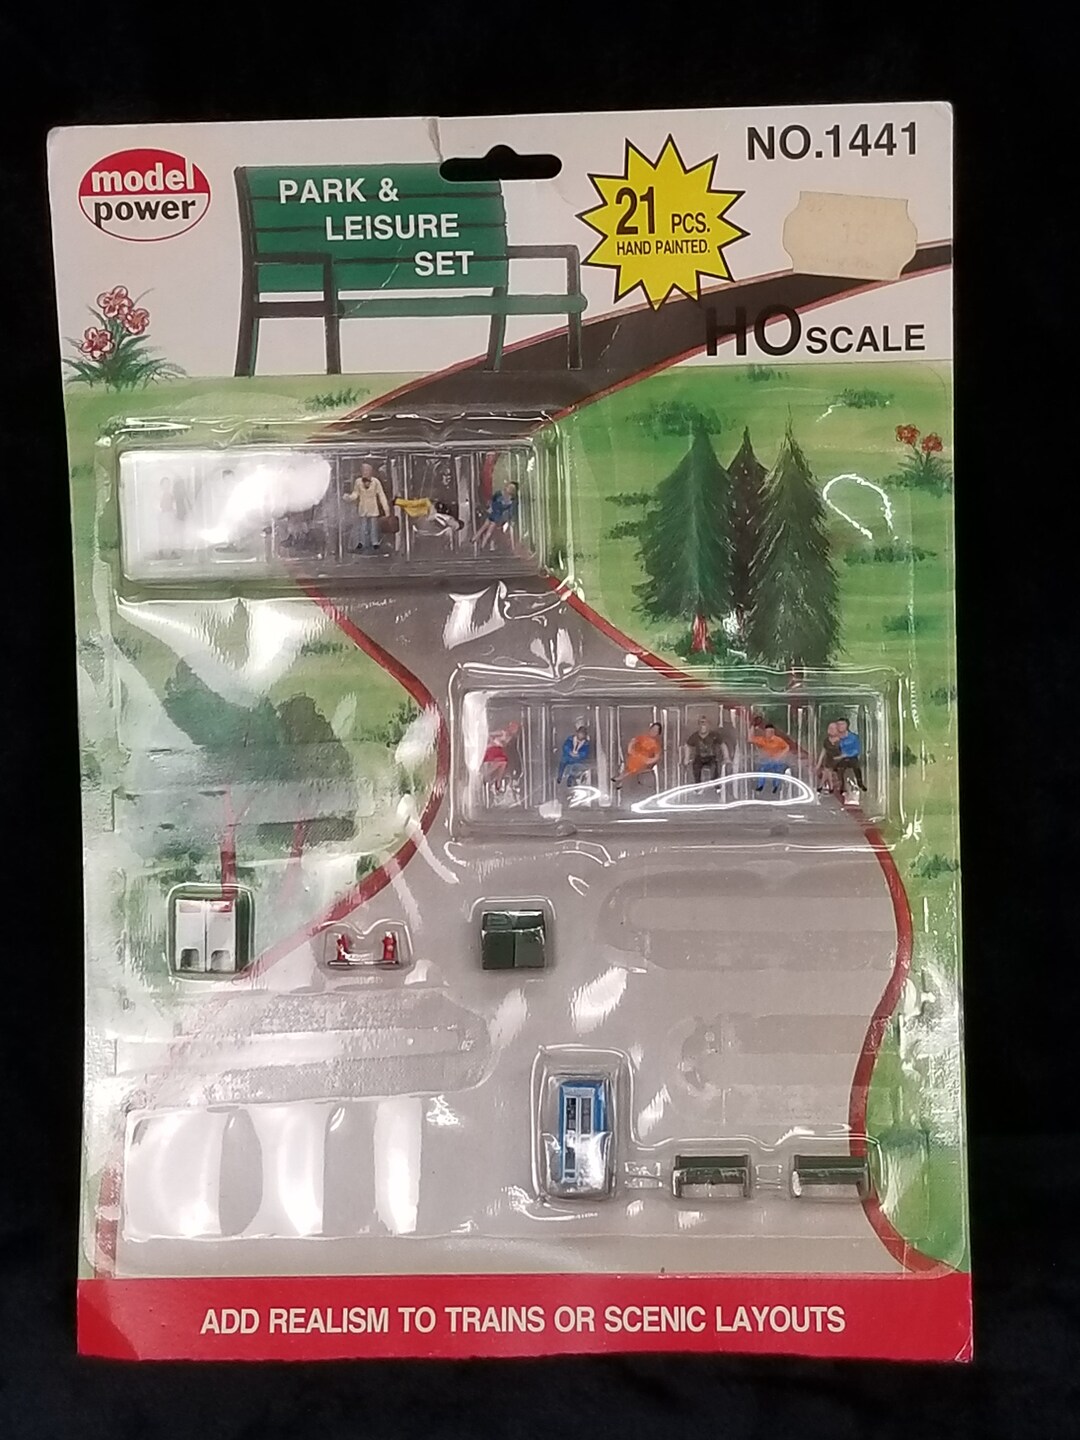 model
power
PARK &
LEISURE
SET
21 PCS.
HAND PAINTED.
NO.1441
HO SCALE
ADD REALISM TO TRAINS OR SCENIC LAYOUTS